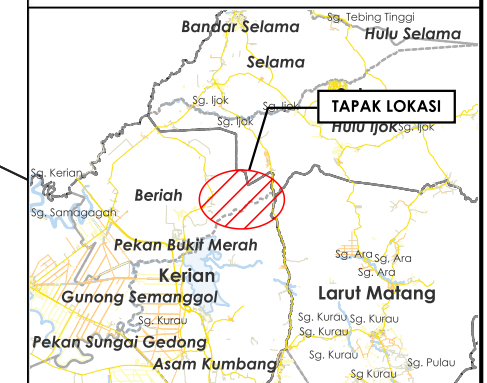 Sg. Tebing Tinggi
Bandar Selama
Hulu Selama
Selama
Sg. Ijok
Sg. Ijok
TAPAK LOKASI
Sg. Ijok
Hulu Ijok
Sg. Ijok
Sg. Kerian
Beriah
Sg. Samagagah
Pekan Bukit Merah
Sg. Ara
Sg. Ara
Kerian
Sg. Ara
Gunong Semanggol
Larut Matang
Sg. Kurau
Sg. Kurau
Sg. Kurau
Sg. Kurau
Pekan Sungai Gedong
Sg. Kurau
Asam Kumbang
Sg. Pulau
Sg Kurau